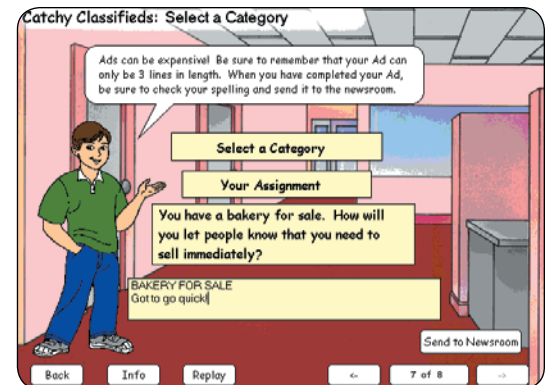 Catchy Classifieds: Select a Category
Ads can be expensive! Be sure to remember that your Ad can
only be 3 lines in length. When you have completed your Ad,
be sure to check your spelling and send it to the newsroom.
Select a Category
Your Assignment
You have a bakery for sale. How will
you let people know that you need to
sell immediately?
BAKERY FOR SALE
Got to go quick!
Send to Newsroom
Back Info Replay <- 7 of 8 ->